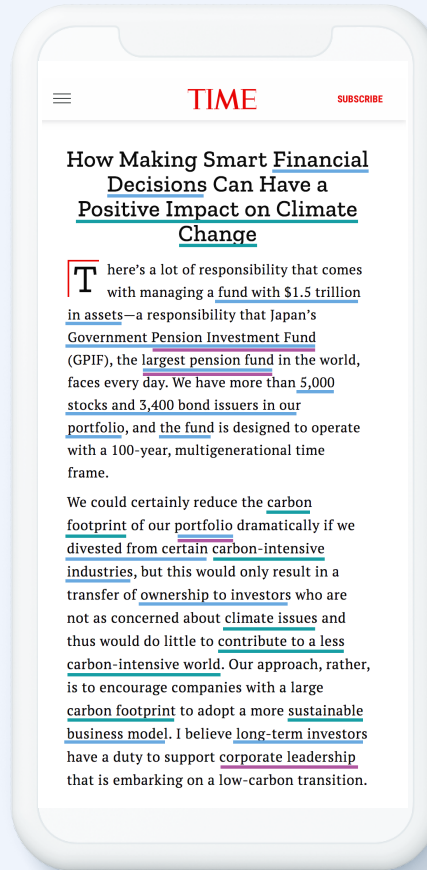 TIME
SUBSCRIBE
How Making Smart Financial
Decisions Can Have a
Positive Impact on Climate
Change
There’s a lot of responsibility that comes
with managing a fund with $1.5 trillion
in assets—a responsibility that Japan’s
Government Pension Investment Fund
(GPIF), the largest pension fund in the world,
faces every day. We have more than 5,000
stocks and 3,400 bond issuers in our
portfolio, and the fund is designed to operate
with a 100-year, multigenerational time
frame.
We could certainly reduce the carbon
footprint of our portfolio dramatically if we
divested from certain carbon-intensive
industries, but this would only result in a
transfer of ownership to investors who are
not as concerned about climate issues and
thus would do little to contribute to a less
carbon-intensive world. Our approach, rather,
is to encourage companies with a large
carbon footprint to adopt a more sustainable
business model. I believe long-term investors
have a duty to support corporate leadership
that is embarking on a low-carbon transition.